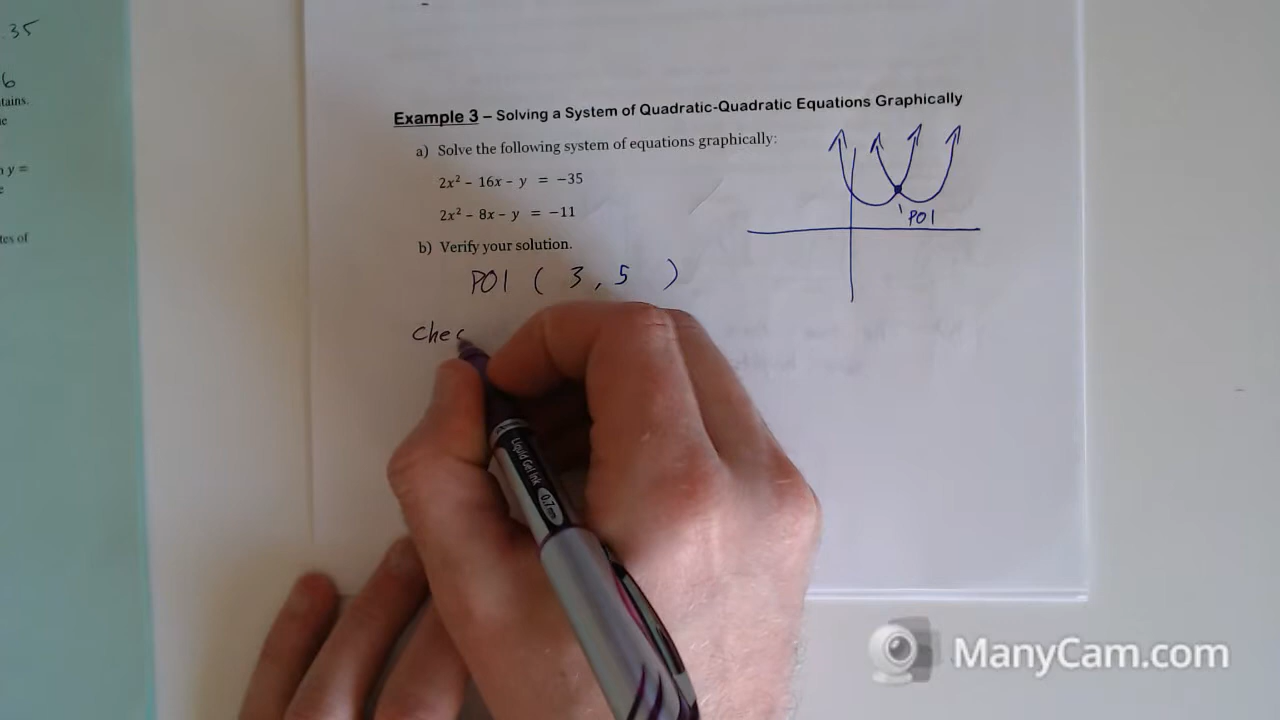 .35
6
tains.
y =
tes of
Example 3 – Solving a System of Quadratic-Quadratic Equations Graphically
a) Solve the following system of equations graphically:
2x² – 16x – y = –35
2x² – 8x – y = –11
b) Verify your solution.
POI ( 3 , 5 )
POI
Chec
Liquid Gel Ink 0.7mm
ManyCam.com